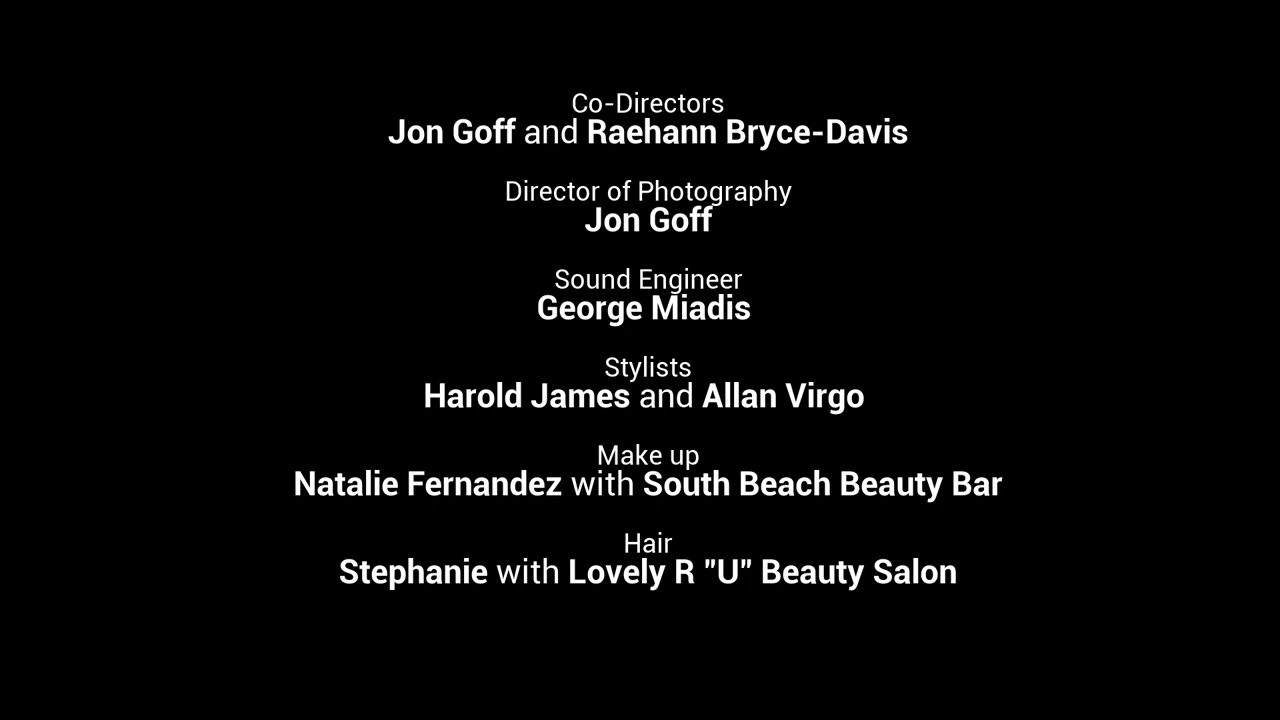 Co-Directors
Jon Goff and Raehann Bryce-Davis
Director of Photography
Jon Goff
Sound Engineer
George Miadis
Stylists
Harold James and Allan Virgo
Make up
Natalie Fernandez with South Beach Beauty Bar
Hair
Stephanie with Lovely R "U" Beauty Salon